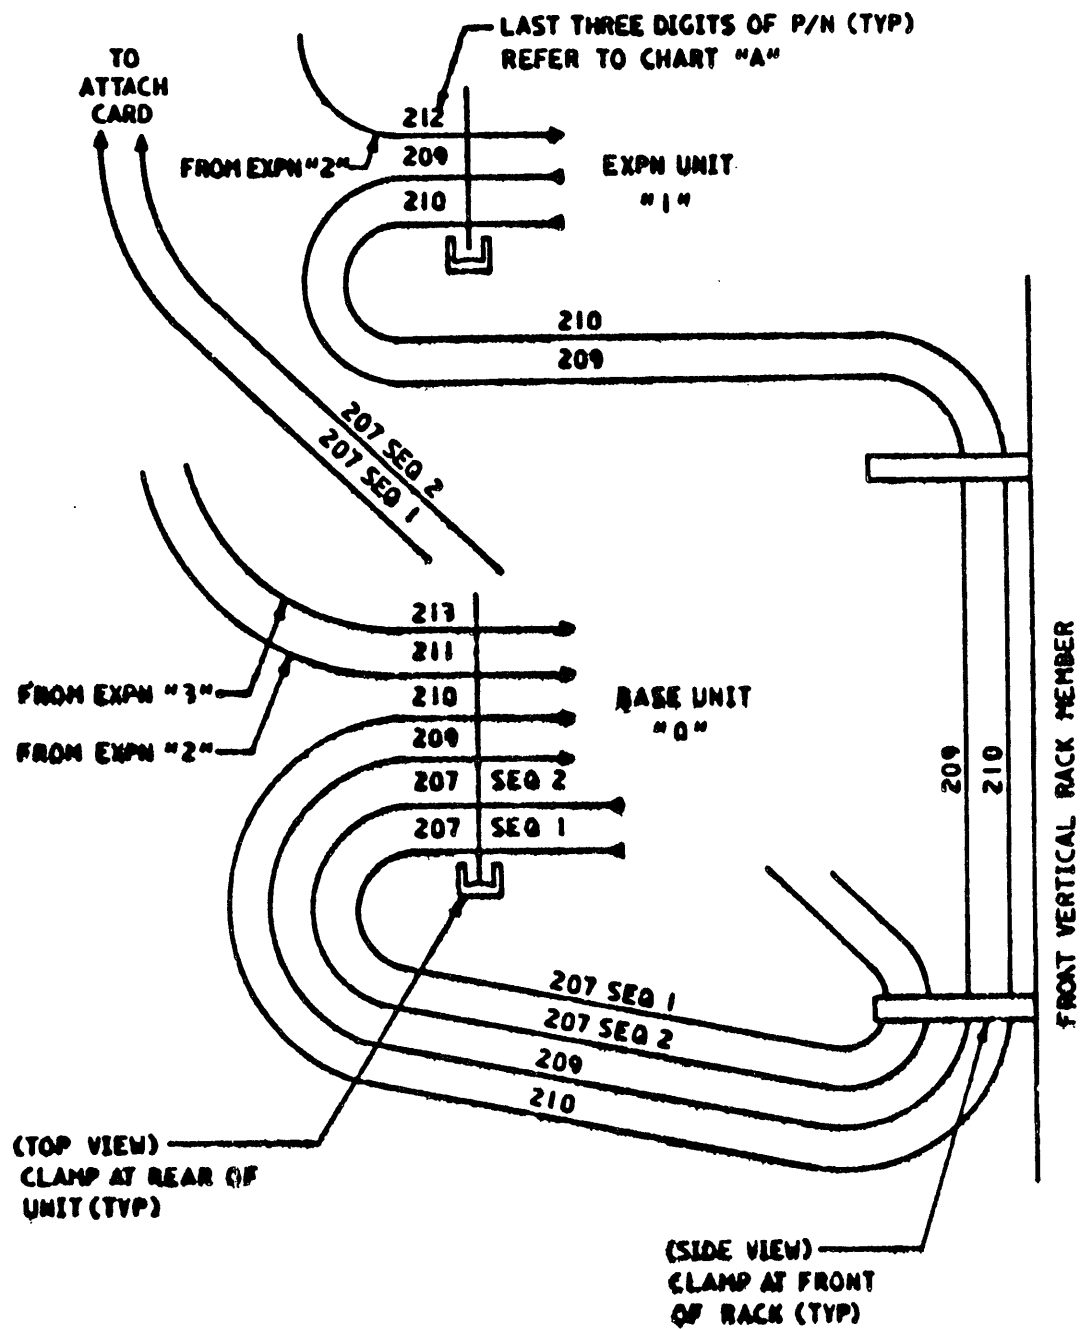 LAST THREE DIGITS OF P/N (TYP)
REFER TO CHART "A"
TO
ATTACH
CARD
212
FROM EXPN "2"
209
EXPN UNIT
"1"
210
210
209
207 SEQ 2
207 SEQ 1
213
211
FROM EXPN "3"
210
BASE UNIT
"0"
FROM EXPN "2"
209
207 SEQ 2
207 SEQ 1
209
210
FRONT VERTICAL RACK MEMBER
207 SEQ 1
207 SEQ 2
209
210
(TOP VIEW)
CLAMP AT REAR OF
UNIT (TYP)
(SIDE VIEW)
CLAMP AT FRONT
OF RACK (TYP)